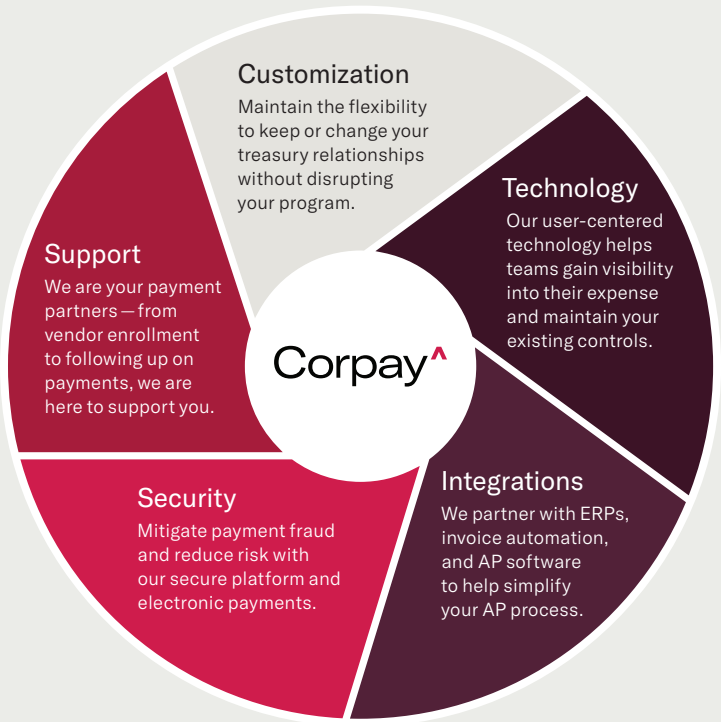 Customization
Maintain the flexibility
to keep or change your
treasury relationships
without disrupting
your program.
Technology
Our user-centered
technology helps
teams gain visibility
into their expense
and maintain your
existing controls.
Support
We are your payment
partners — from
vendor enrollment
to following up on
payments, we are
here to support you.
Corpay^
Integrations
We partner with ERPs,
invoice automation,
and AP software
to help simplify
your AP process.
Security
Mitigate payment fraud
and reduce risk with
our secure platform and
electronic payments.